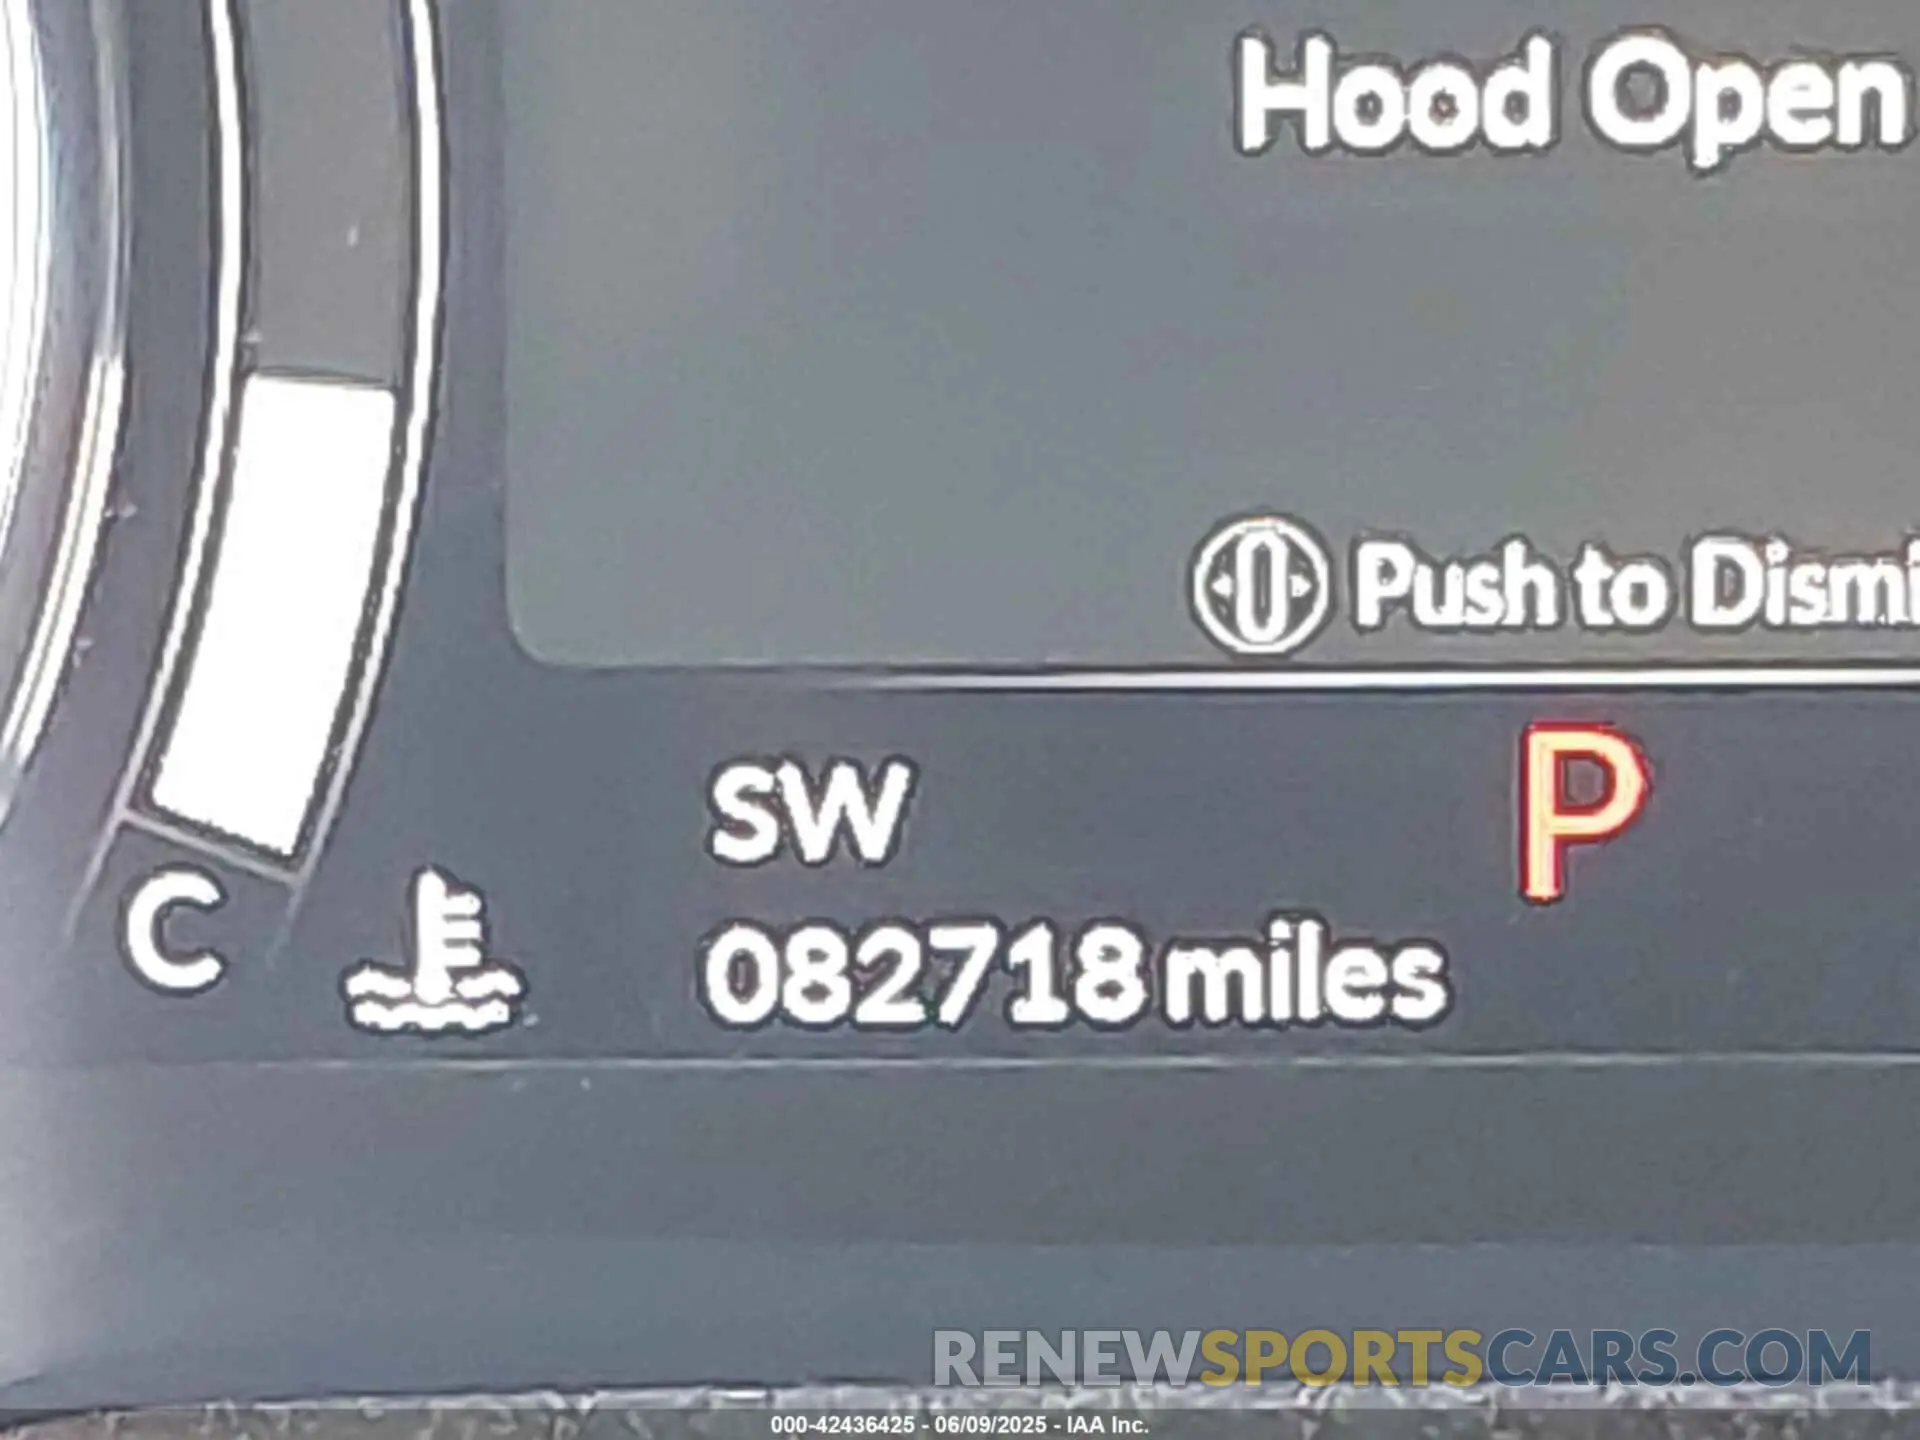 Hood Open
Push to Dismi
SW
P
C
082718 miles
RENEWSPORTSCARS.COM
000-42436425 - 06/09/2025 - IAA Inc.